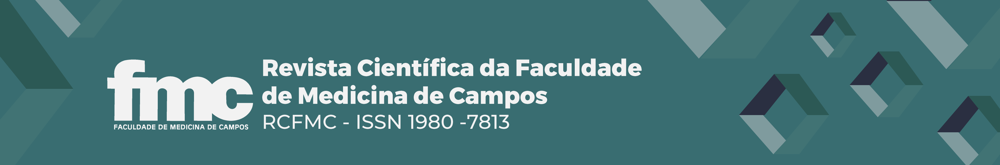 fmc
FACULDADE DE MEDICINA DE CAMPOS
Revista Científica da Faculdade
de Medicina de Campos
RCFMC - ISSN 1980 -7813